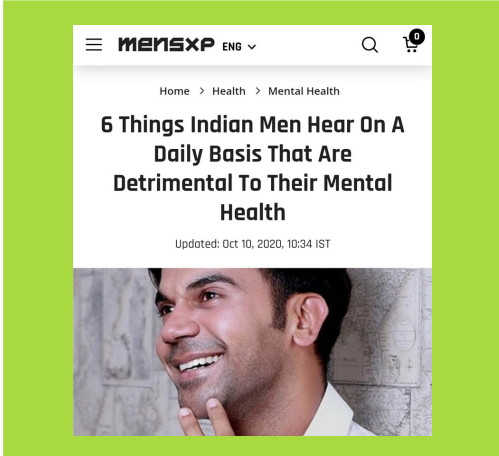 mensxp ENG
0
Home > Health > Mental Health
6 Things Indian Men Hear On A
Daily Basis That Are
Detrimental To Their Mental
Health
Updated: Oct 10, 2020, 10:34 IST